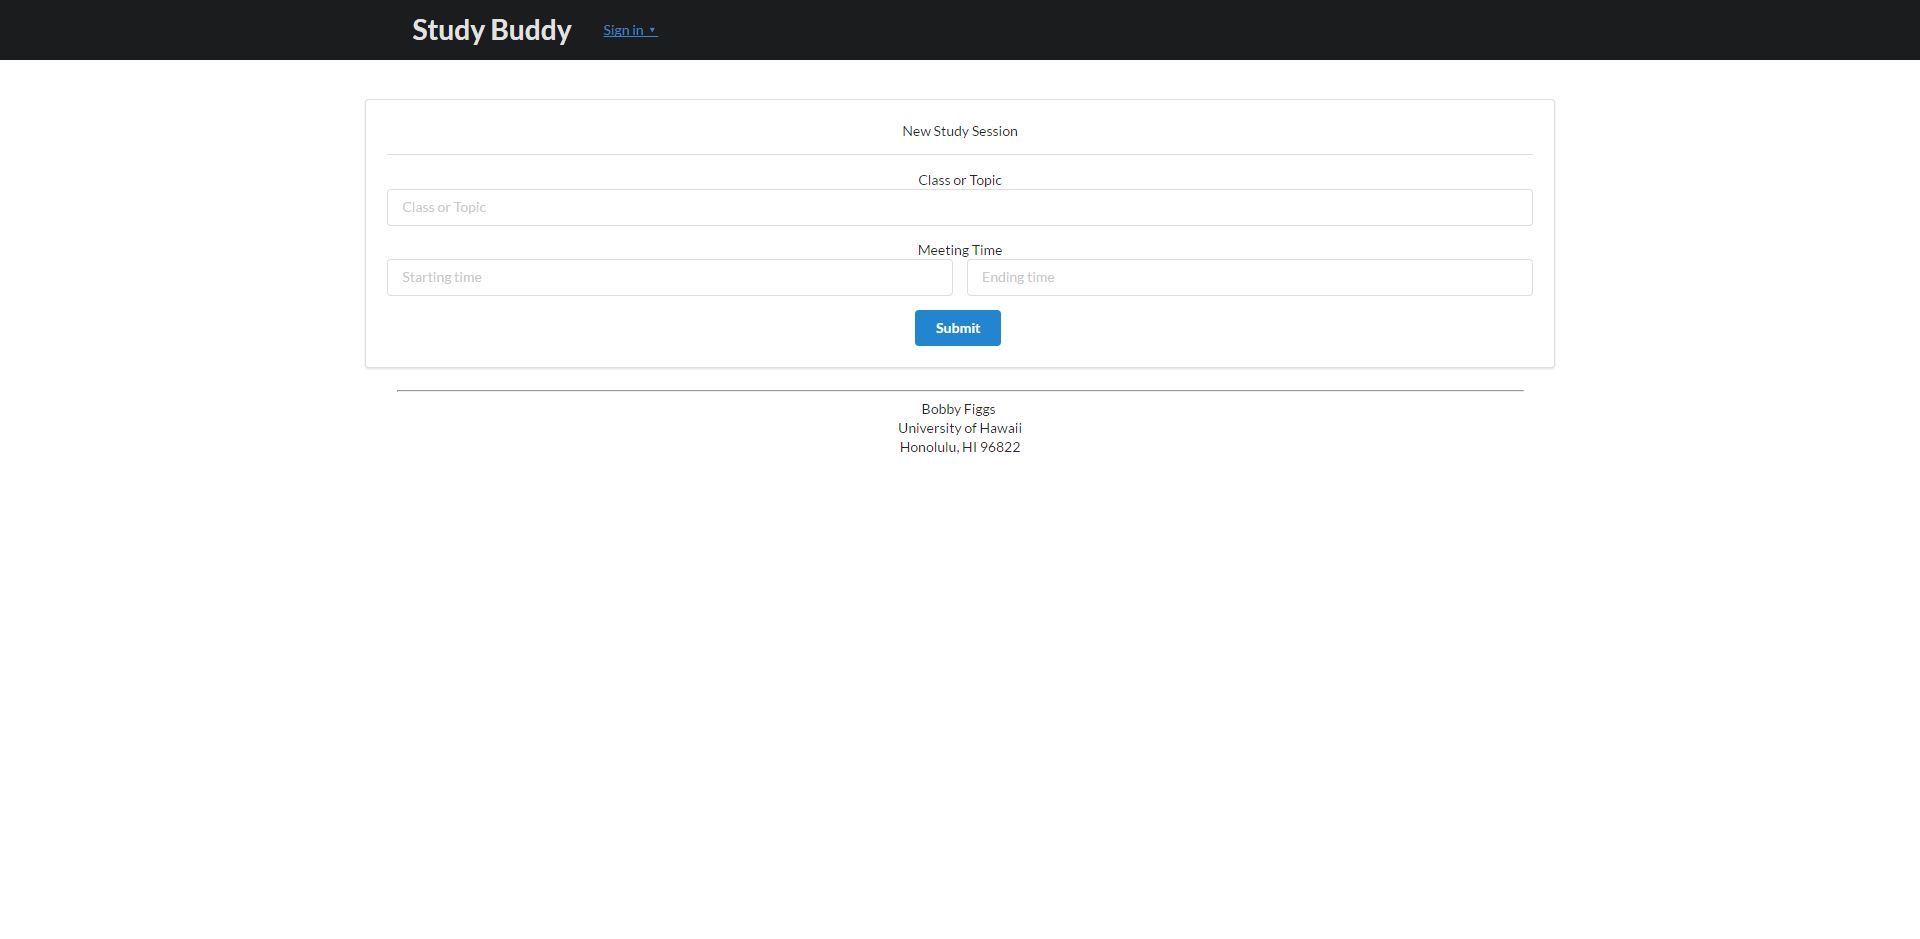 Study Buddy Sign in ▾
New Study Session
Class or Topic
Class or Topic
Meeting Time
Starting time Ending time
Submit
Bobby Figgs
University of Hawaii
Honolulu, HI 96822